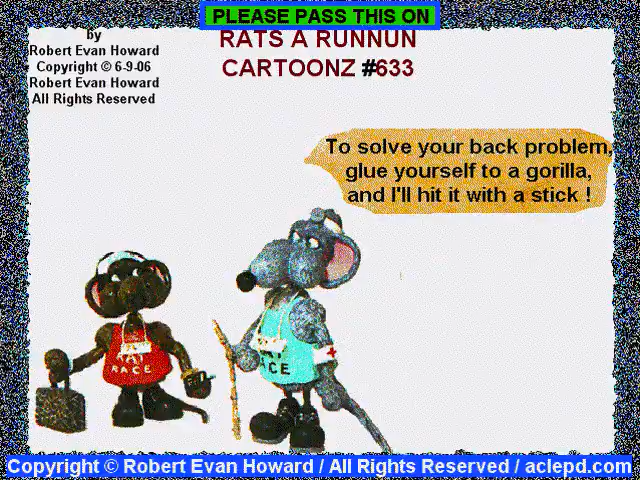 PLEASE PASS THIS ON
by
Robert Evan Howard
Copyright © 6-9-06
Robert Evan Howard
All Rights Reserved
RATS A RUNNUN
CARTOONZ #633
To solve your back problem,
glue yourself to a gorilla,
and I'll hit it with a stick !
RAT
RACE
Copyright © Robert Evan Howard / All Rights Reserved / aclepd.com